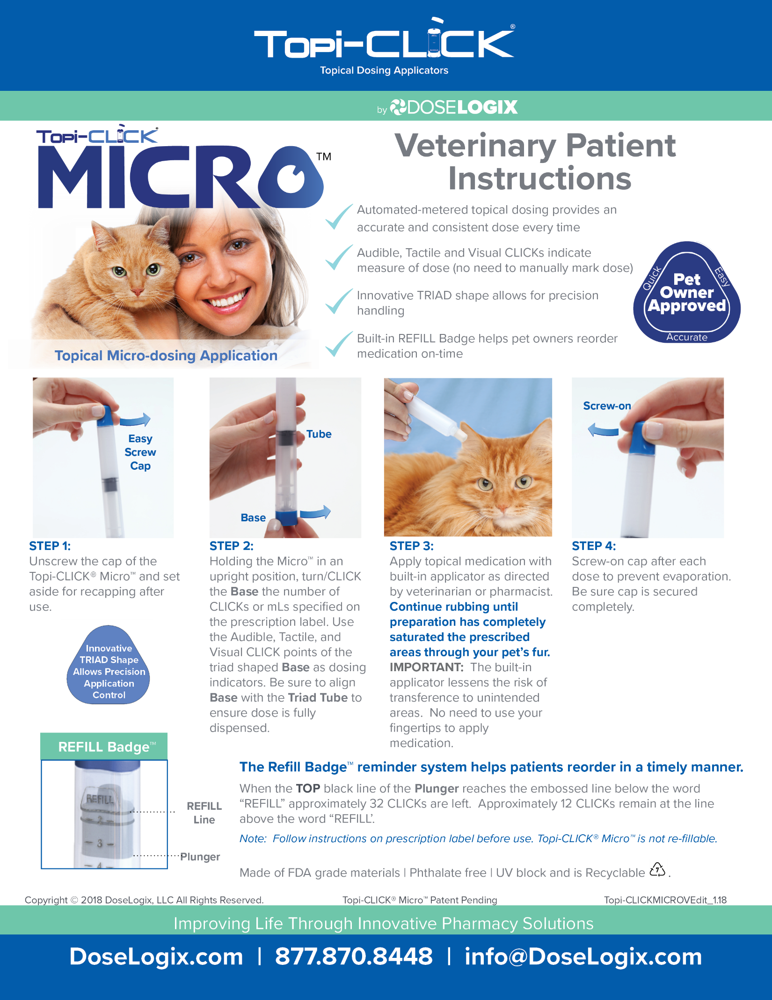 Topi-CLICK®
Topical Dosing Applicators
by DOSELOGIX
Topi-CLICK®
MICRO™
Topical Micro-dosing Application
Veterinary Patient
Instructions
Automated-metered topical dosing provides an
accurate and consistent dose every time
Audible, Tactile and Visual CLICKs indicate
measure of dose (no need to manually mark dose)
Innovative TRIAD shape allows for precision
handling
Built-in REFILL Badge helps pet owners reorder
medication on-time
Quick
Easy
Pet
Owner
Approved
Accurate
Easy
Screw
Cap
STEP 1:
Unscrew the cap of the
Topi-CLICK® Micro™ and set
aside for recapping after
use.
Innovative
TRIAD Shape
Allows Precision
Application
Control
Tube
Base
STEP 2:
Holding the Micro™ in an
upright position, turn/CLICK
the Base the number of
CLICKs or mLs specified on
the prescription label. Use
the Audible, Tactile, and
Visual CLICK points of the
triad shaped Base as dosing
indicators. Be sure to align
Base with the Triad Tube to
ensure dose is fully
dispensed.
STEP 3:
Apply topical medication with
built-in applicator as directed
by veterinarian or pharmacist.
Continue rubbing until
preparation has completely
saturated the prescribed
areas through your pet's fur.
IMPORTANT: The built-in
applicator lessens the risk of
transference to unintended
areas. No need to use your
fingertips to apply
medication.
Screw-on
STEP 4:
Screw-on cap after each
dose to prevent evaporation.
Be sure cap is secured
completely.
REFILL Badge™
REFILL
2
3
4
REFILL
Line
Plunger
The Refill Badge™ reminder system helps patients reorder in a timely manner.
When the TOP black line of the Plunger reaches the embossed line below the word
“REFILL” approximately 32 CLICKs are left. Approximately 12 CLICKs remain at the line
above the word “REFILL’.
Note: Follow instructions on prescription label before use. Topi-CLICK® Micro™ is not re-fillable.
Made of FDA grade materials | Phthalate free | UV block and is Recyclable 7 .
Copyright © 2018 DoseLogix, LLC All Rights Reserved.
Topi-CLICK® Micro™ Patent Pending
Topi-CLICKMICROVEdit_1.18
Improving Life Through Innovative Pharmacy Solutions
DoseLogix.com | 877.870.8448 | info@DoseLogix.com